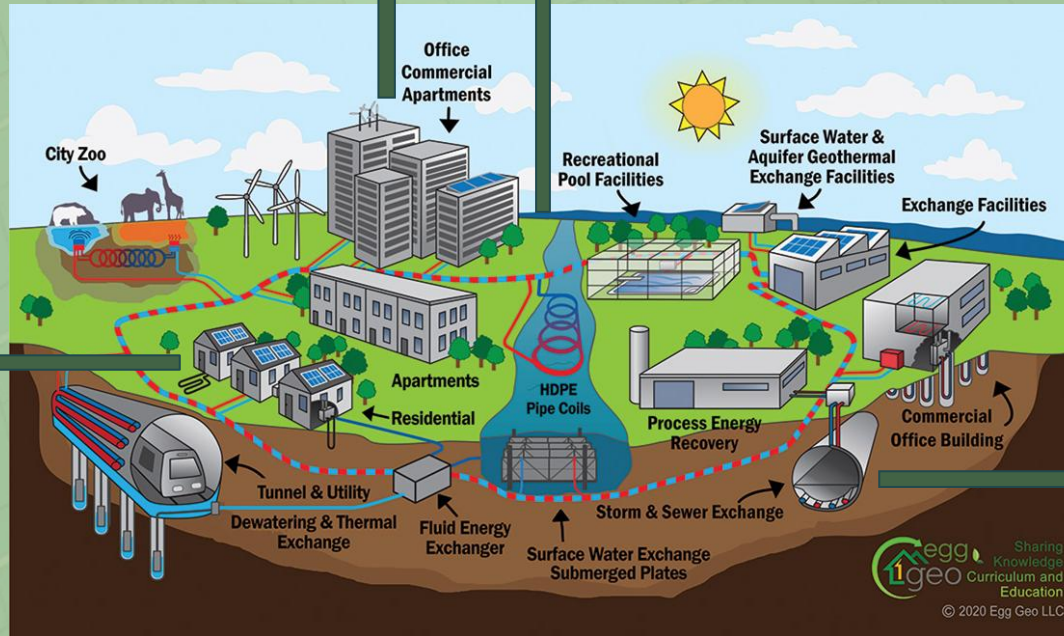 Office
Commercial
Apartments
City Zoo
Recreational
Pool Facilities
Surface Water &
Aquifer Geothermal
Exchange Facilities
Exchange Facilities
Apartments
Residential
HDPE
Pipe Coils
Process Energy
Recovery
Commercial
Office Building
Tunnel & Utility
Dewatering & Thermal
Exchange
Fluid Energy
Exchanger
Storm & Sewer Exchange
Surface Water Exchange
Submerged Plates
egg
1 geo
Sharing
Knowledge
Curriculum and
Education
© 2020 Egg Geo LLC